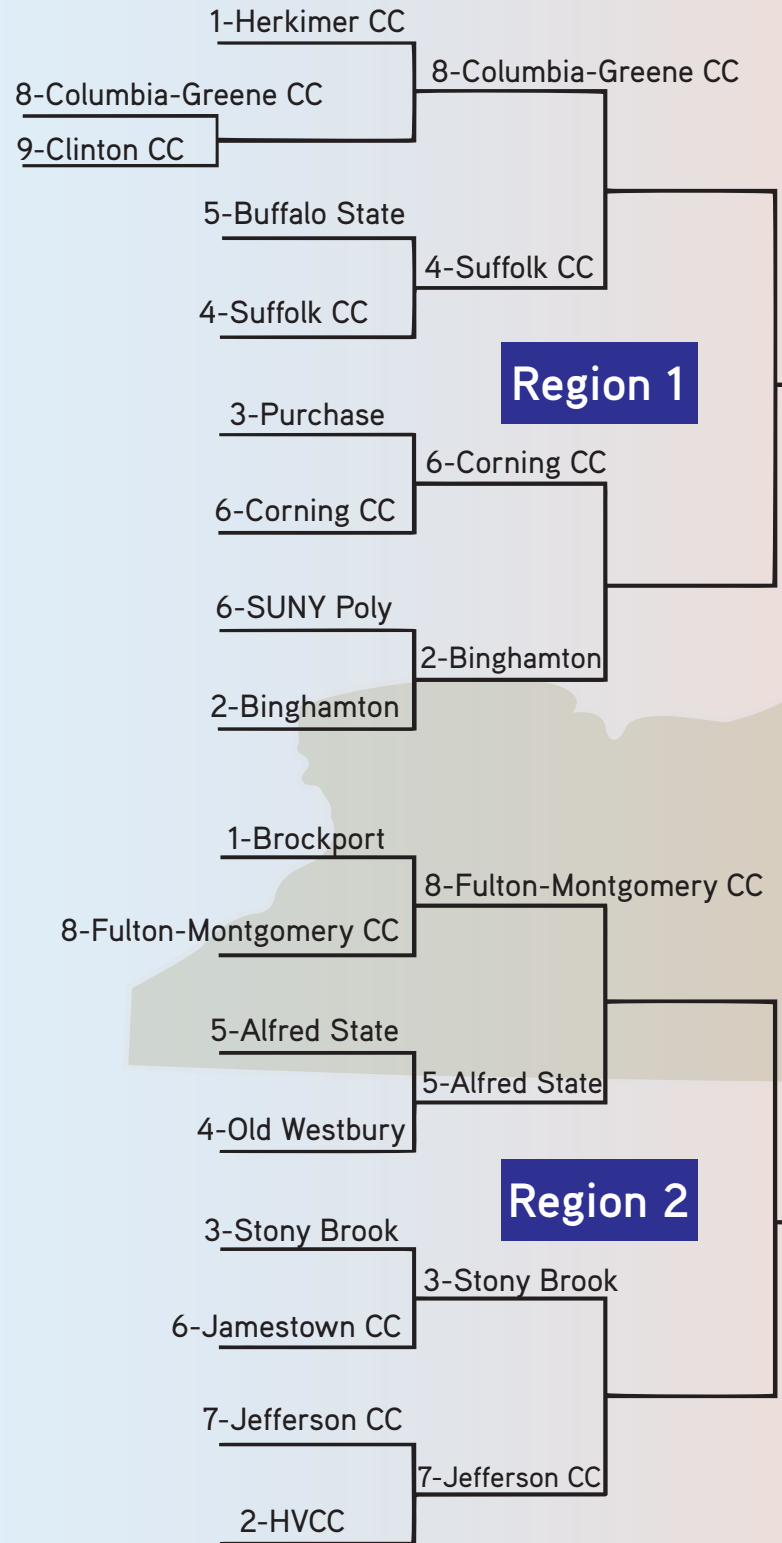 1-Herkimer CC
8-Columbia-Greene CC
8-Columbia-Greene CC
9-Clinton CC
5-Buffalo State
4-Suffolk CC
4-Suffolk CC
Region 1
3-Purchase
6-Corning CC
6-Corning CC
6-SUNY Poly
2-Binghamton
2-Binghamton
1-Brockport
8-Fulton-Montgomery CC
8-Fulton-Montgomery CC
5-Alfred State
5-Alfred State
4-Old Westbury
Region 2
3-Stony Brook
3-Stony Brook
6-Jamestown CC
7-Jefferson CC
7-Jefferson CC
2-HVCC